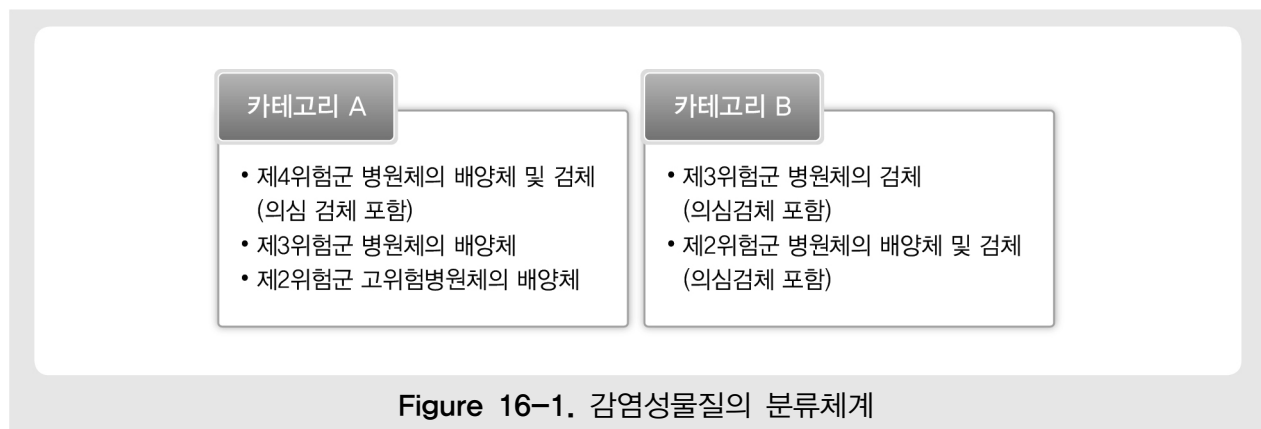 카테고리 A
• 제4위험군 병원체의 배양체 및 검체
(의심 검체 포함)
• 제3위험군 병원체의 배양체
• 제2위험군 고위험병원체의 배양체
카테고리 B
• 제3위험군 병원체의 검체
(의심검체 포함)
• 제2위험군 병원체의 배양체 및 검체
(의심검체 포함)
Figure 16-1. 감염성물질의 분류체계